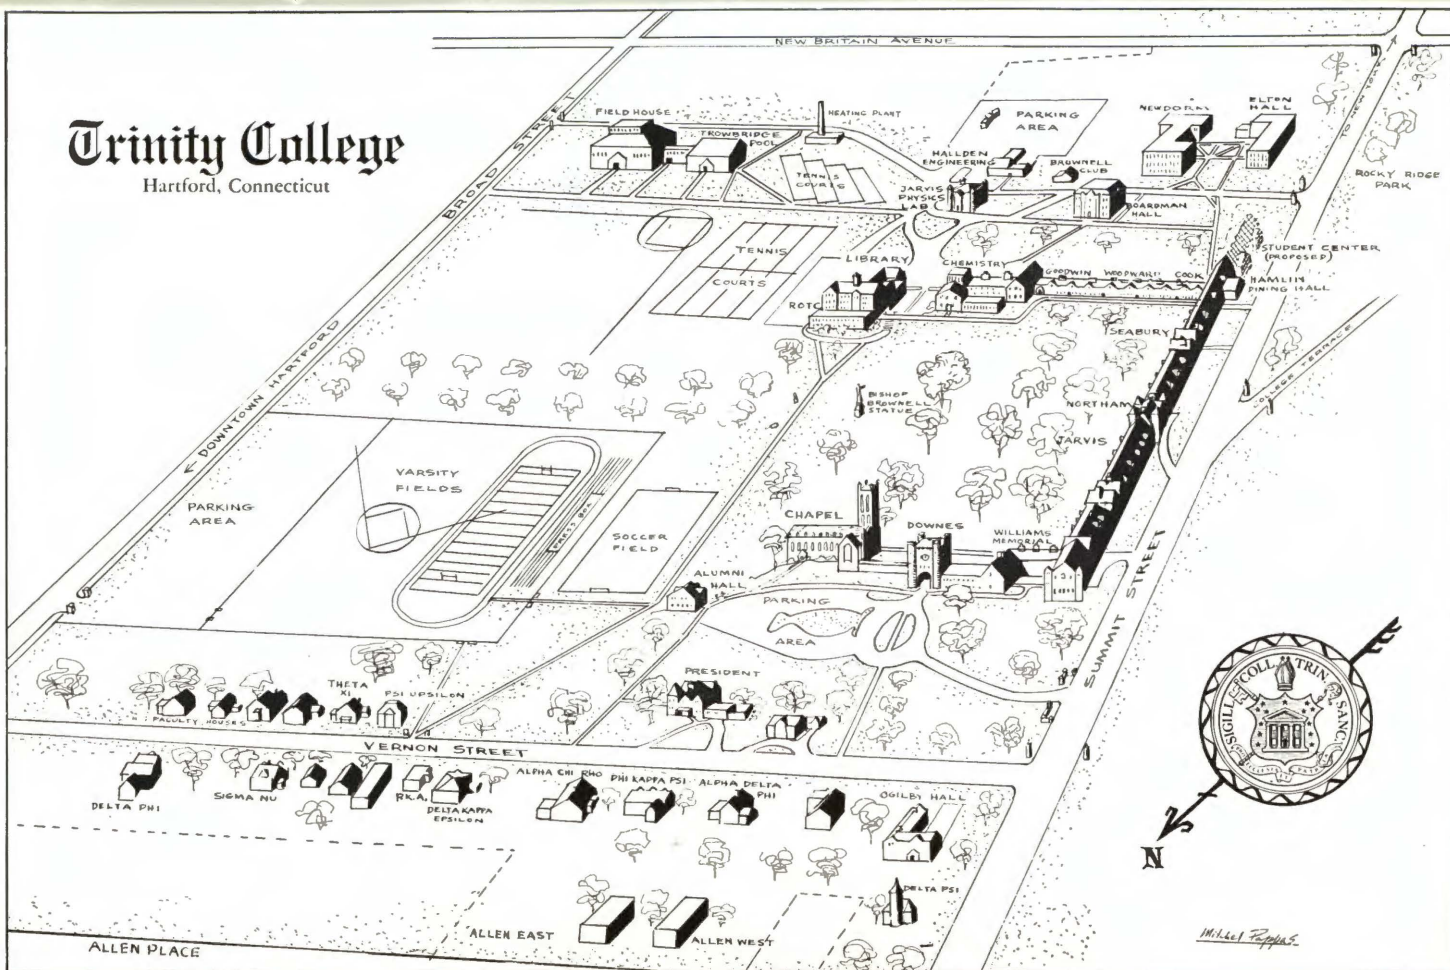 Trinity College
Hartford, Connecticut
NEW BRITAIN AVENUE
BROAD STREET
FIELD HOUSE
TROWBRIDGE
POOL
HEATING PLANT
TENNIS
COURTS
PARKING
AREA
HALLDEN
ENGINEERING
BROWNELL
CLUB
JARVIS
PHYSICS
LAB
BOARDMAN
HALL
NEW DORM
ELTON
HALL
TO NEW YORK
ROCKY RIDGE
PARK
TENNIS
COURTS
LIBRARY
ROTC
CHEMISTRY
GOODWIN WOODWARD COOK
STUDENT CENTER
(PROPOSED)
HAMLIN
DINING HALL
SEABURY
COLLEGE TERRACE
NORTHAM
JARVIS
BISHOP
BROWNELL
STATUE
← DOWNTOWN HARTFORD
PARKING
AREA
VARSITY
FIELDS
PRESS BOX
SOCCER
FIELD
CHAPEL
DOWNES
WILLIAMS
MEMORIAL
ALUMNI
HALL
PARKING
AREA
SUMMIT STREET
PRESIDENT
FACULTY HOUSES
THETA
XI
PSI UPSILON
VERNON STREET
DELTA PHI
SIGMA NU
P.K.A.
DELTA KAPPA
EPSILON
ALPHA CHI RHO
PHI KAPPA PSI
ALPHA DELTA
PHI
OGILBY HALL
DELTA PSI
ALLEN EAST
ALLEN WEST
ALLEN PLACE
SIGILL COLL TRIN SANC
N
Mitchel Pappas